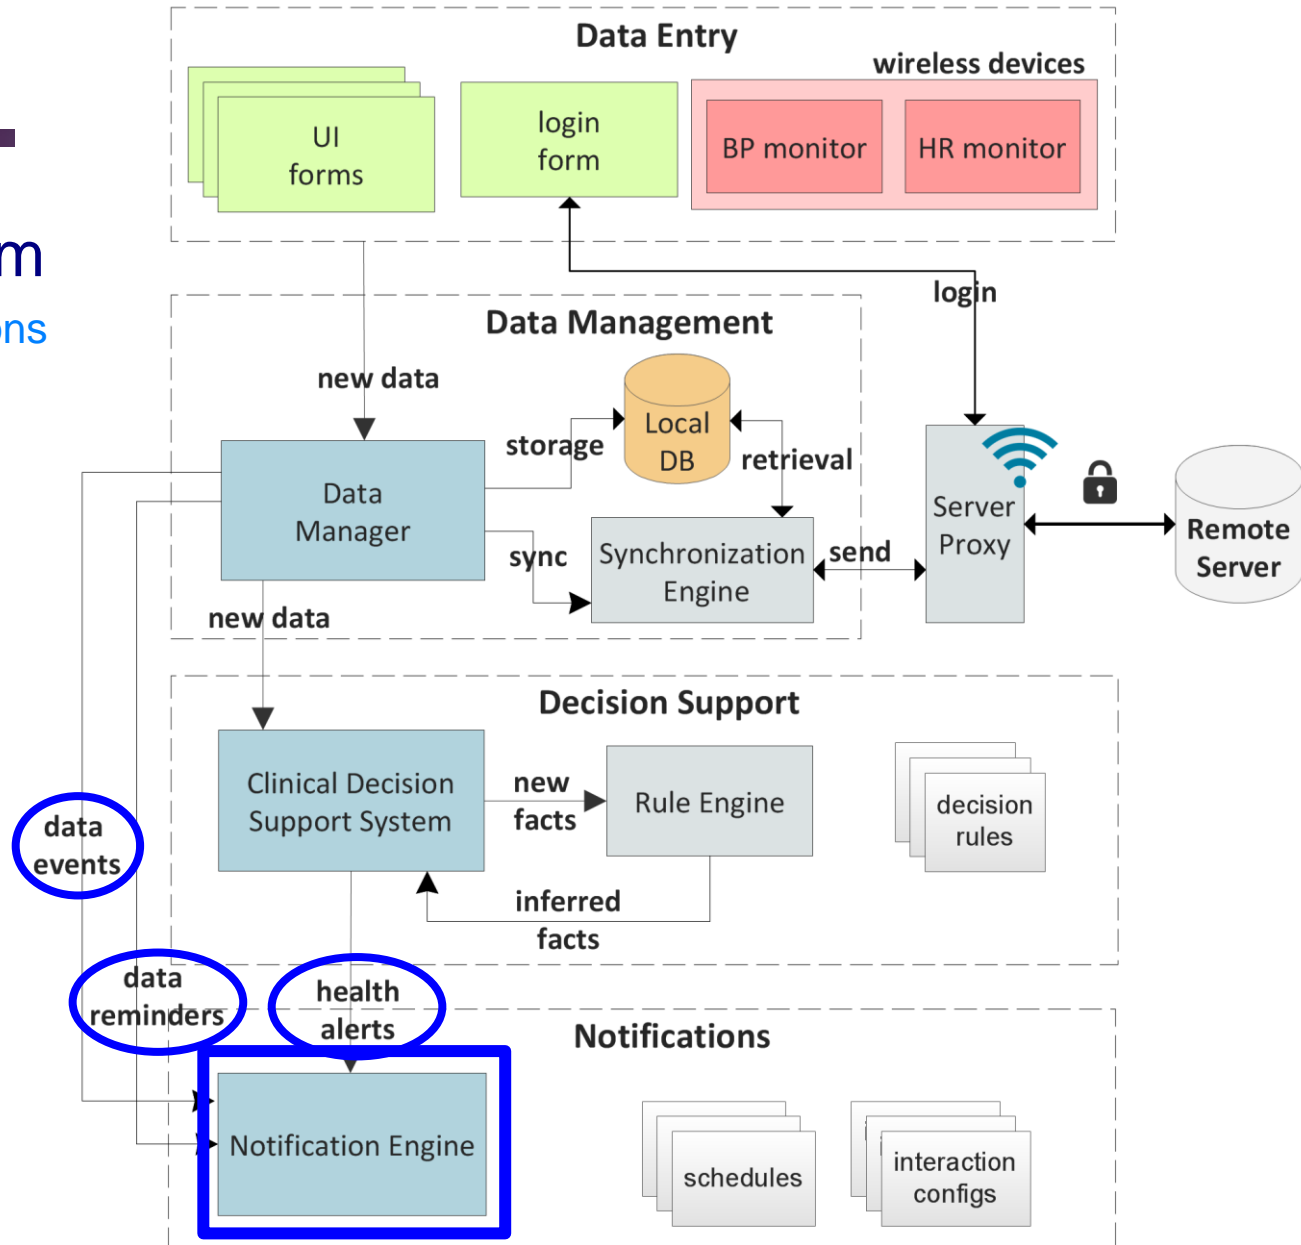 m
ns
Data Entry
wireless devices
UI
forms
login
form
BP monitor
HR monitor
login
Data Management
new data
storage
Local
DB
retrieval
Data
Manager
sync
Synchronization
Engine
send
Server
Proxy
Remote
Server
new data
Decision Support
Clinical Decision
Support System
new
facts
Rule Engine
decision
rules
inferred
facts
data
events
data
reminders
health
alerts
Notifications
Notification Engine
schedules
interaction
configs